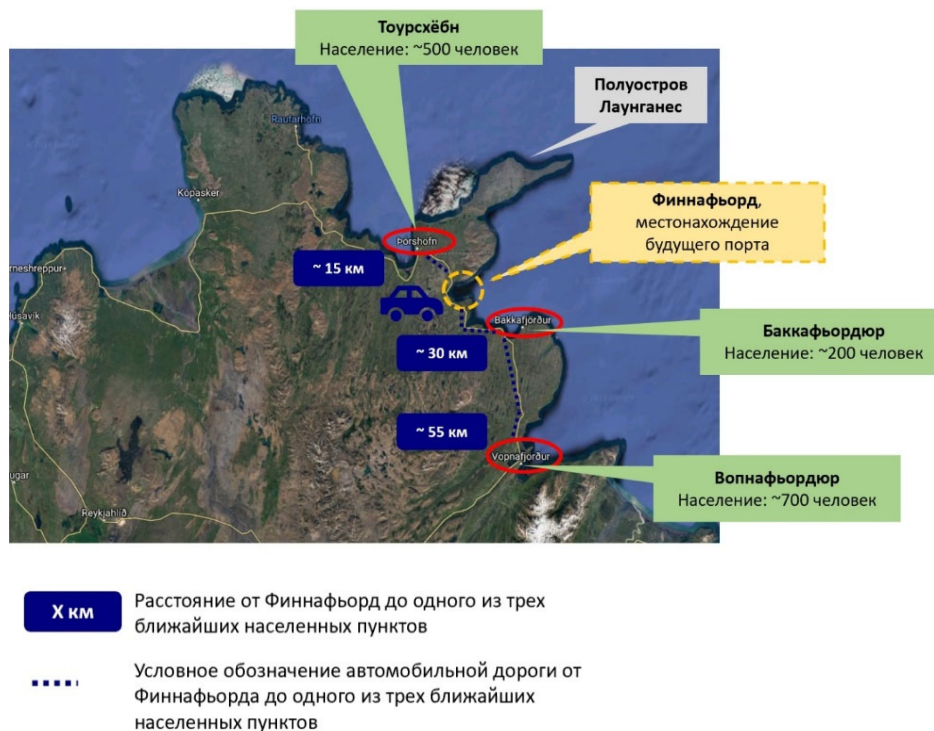 Тоурсхёбн
Население: ~500 человек
Полуостров
Лаунганес
Raufarhöfn
Kópasker
Финнафьорд,
местонахождение
будущего порта
Þórshöfn
~ 15 км
rneshreppur
Húsavík
Bakkafjörður
Баккафьордюр
Население: ~200 человек
~ 30 км
~ 55 км
Vopnafjörður
Вопнафьордюр
Население: ~700 человек
ugar
Reykjahlíð
X км
Расстояние от Финнафьорд до одного из трех
ближайших населенных пунктов
Условное обозначение автомобильной дороги от
Финнафьорда до одного из трех ближайших
населенных пунктов